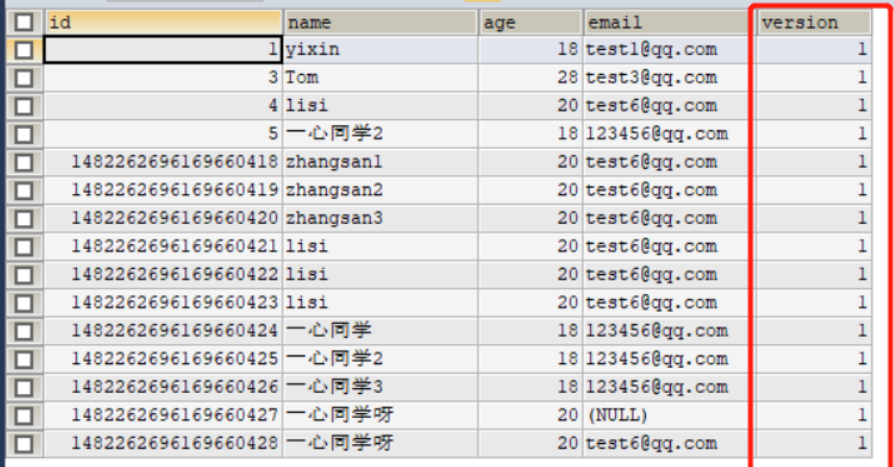 id name age email version
1 yixin 18 test1@qq.com 1
3 Tom 28 test3@qq.com 1
4 lisi 20 test6@qq.com 1
5 一心同学2 18 123456@qq.com 1
1482262696169660418 zhangsan1 20 test6@qq.com 1
1482262696169660419 zhangsan2 20 test6@qq.com 1
1482262696169660420 zhangsan3 20 test6@qq.com 1
1482262696169660421 lisi 20 test6@qq.com 1
1482262696169660422 lisi 20 test6@qq.com 1
1482262696169660423 lisi 20 test6@qq.com 1
1482262696169660424 一心同学 18 123456@qq.com 1
1482262696169660425 一心同学2 18 123456@qq.com 1
1482262696169660426 一心同学3 18 123456@qq.com 1
1482262696169660427 一心同学呀 20 (NULL) 1
1482262696169660428 一心同学呀 20 test6@qq.com 1